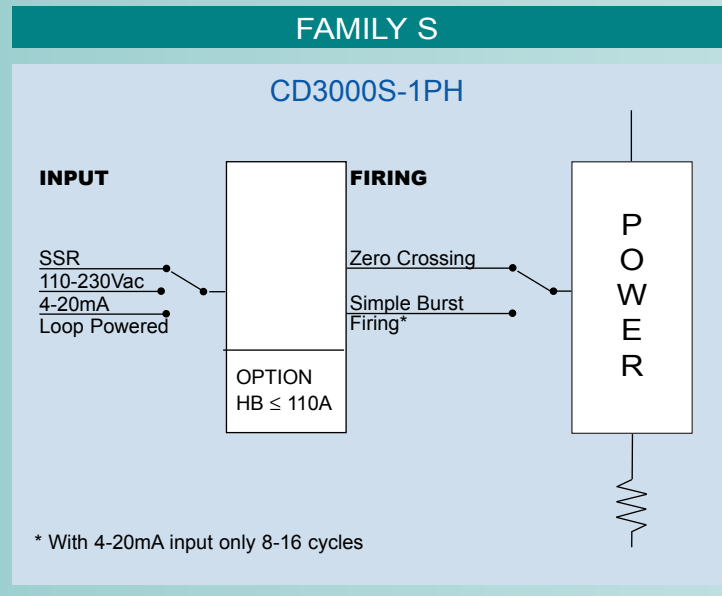 FAMILY S
CD3000S-1PH
INPUT
FIRING
SSR
110-230Vac
4-20mA
Loop Powered
Zero Crossing
Simple Burst
Firing*
OPTION
HB ≤ 110A
P
O
W
E
R
* With 4-20mA input only 8-16 cycles